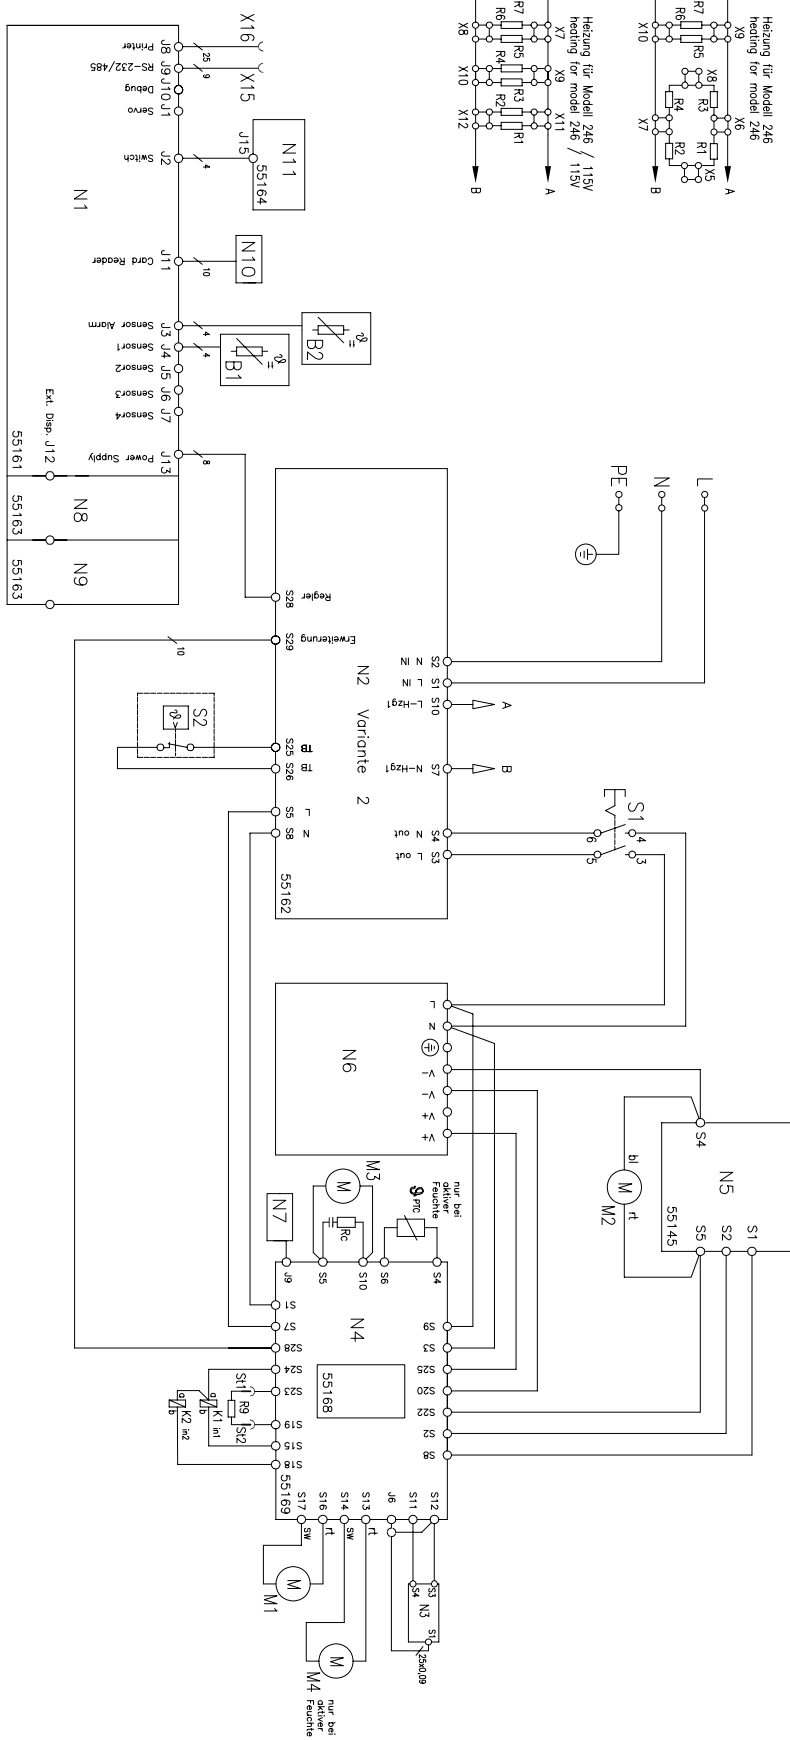 Heizung für Modell 246
heating for model 246
X9
R7
R6
R5
X10
X8
R3
R4
X6
X7
R1
R2
X5
A
B
Heizung für Modell 246 / 115V
heating for model 246 / 115V
X7
R7
R6
R5
X8
X9
R4
R3
X10
X11
R2
R1
X12
A
B
X16
X15
25
9
J8 Printer
J9 RS-232/485
J10 Debug
J1 Servo
J2 Switch
4
J15
N11
55164
N1
J11 Card Reader
10
N10
J3 Sensor Alarm
4
B2
ϑ
=
J4 Sensor1
4
B1
ϑ
=
J5 Sensor2
J6 Sensor3
J7 Sensor4
J13 Power Supply
8
Ext. Disp. J12
55161
N8
55163
N9
55163
L
N
PE
S28 Regler
S29 Erweiterung
10
N2 Variante 2
S2 N IN
S1 L IN
S10 L-Hzg1
A
S7 N-Hzg1
B
S25 TB
S26 TB
S2
ϑ>
S5 L
S8 N
S4 N out
S3 L out
55162
S1
6
4
5
3
N6
L
N
V-
V-
V+
V+
S4
N5
55145
S5
S2
S1
bl
M
rt
M2
N7
M3
M
Rc
ϑ PTC
nur bei
aktiver
Feuchte
J9
S5
S10
S6
S4
N4
55168
55169
S1
S7
S28
S24
S23
S19
S15
S18
S9
S3
S25
S20
S22
S2
S8
St1
R9
St2
a
K1 in1
b
a
K2 in2
b
S17
S16
S14
S13
J6
S11
S12
sw
rt
sw
rt
M
M1
M
M4
nur bei
aktiver
Feuchte
S4
S3
N3
S1
25x0,09